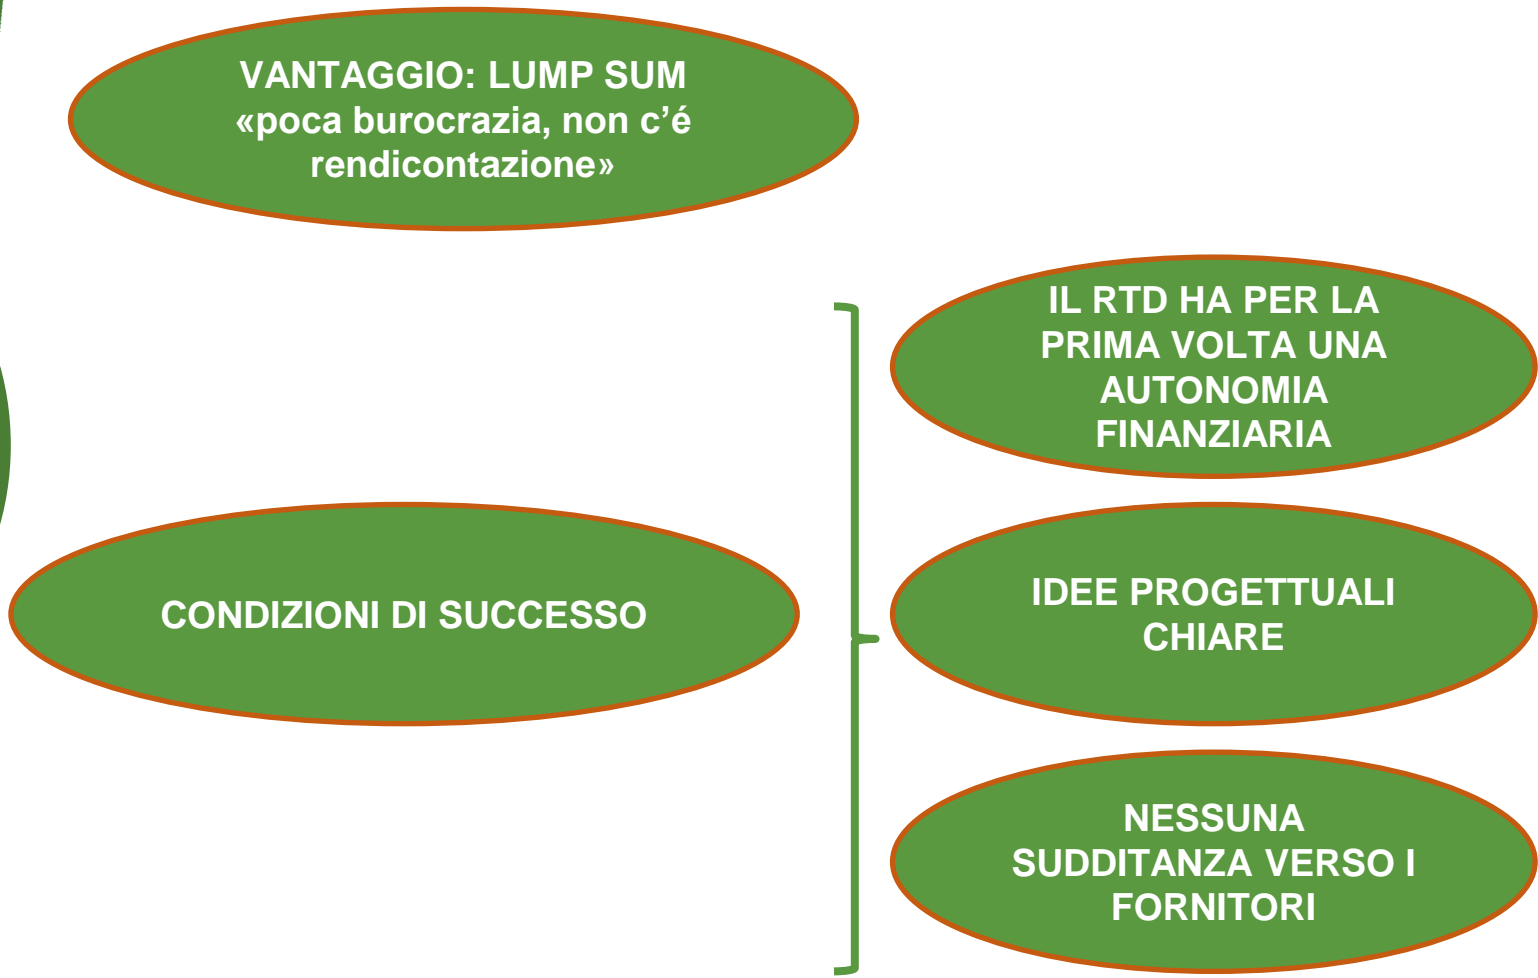 VANTAGGIO: LUMP SUM
«poca burocrazia, non c’é
rendicontazione»
CONDIZIONI DI SUCCESSO
IL RTD HA PER LA
PRIMA VOLTA UNA
AUTONOMIA
FINANZIARIA
IDEE PROGETTUALI
CHIARE
NESSUNA
SUDDITANZA VERSO I
FORNITORI